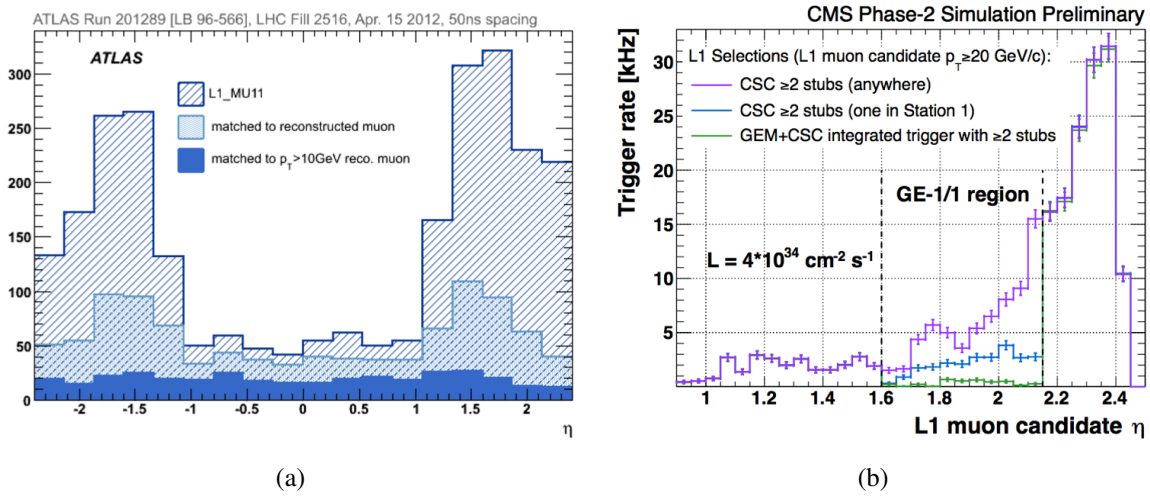 ATLAS Run 201289 [LB 96-566], LHC Fill 2516, Apr. 15 2012, 50ns spacing
ATLAS
L1_MU11
matched to reconstructed muon
matched to p_T>10GeV reco. muon
300
250
200
150
100
50
0
-2 -1.5 -1 -0.5 0 0.5 1 1.5 2
η
(a)
CMS Phase-2 Simulation Preliminary
L1 Selections (L1 muon candidate p_T≥20 GeV/c):
CSC ≥2 stubs (anywhere)
CSC ≥2 stubs (one in Station 1)
GEM+CSC integrated trigger with ≥2 stubs
GE-1/1 region
L = 4*10³⁴ cm⁻² s⁻¹
Trigger rate [kHz]
30
25
20
15
10
5
1 1.2 1.4 1.6 1.8 2 2.2 2.4
L1 muon candidate η
(b)